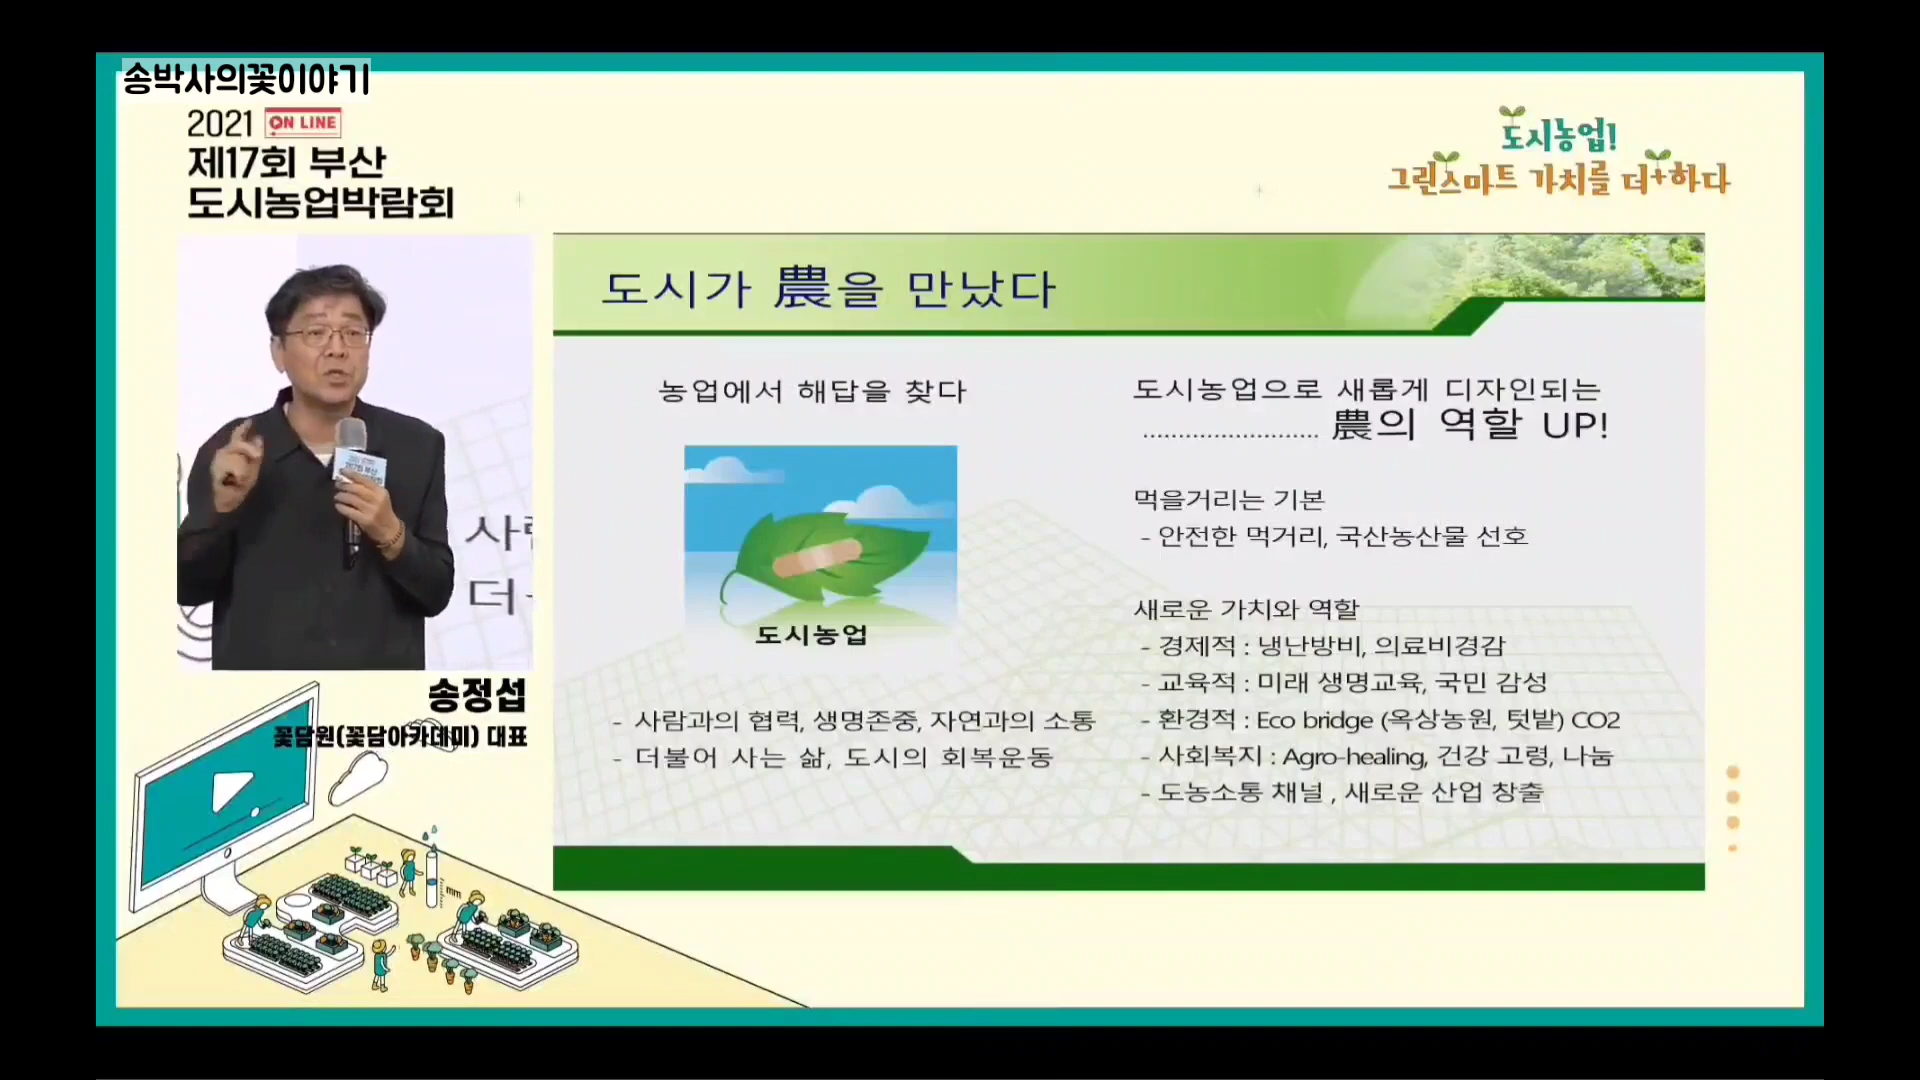 송박사의꽃이야기
2021 ON LINE
제17회 부산
도시농업박람회
도시농업!
그린스마트 가치를 더+하다
도시가 農을 만났다
농업에서 해답을 찾다
도시농업
- 사람과의 협력, 생명존중, 자연과의 소통
- 더불어 사는 삶, 도시의 회복운동
도시농업으로 새롭게 디자인되는
......................... 農의 역할 UP!
먹을거리는 기본
- 안전한 먹거리, 국산농산물 선호
새로운 가치와 역할
- 경제적 : 냉난방비, 의료비경감
- 교육적 : 미래 생명교육, 국민 감성
- 환경적 : Eco bridge (옥상농원, 텃밭) CO2
- 사회복지 : Agro-healing, 건강 고령, 나눔
- 도농소통 채널 , 새로운 산업 창출
제17회 부산
더
송정섭
꽃담원(꽃담아카데미) 대표
mm